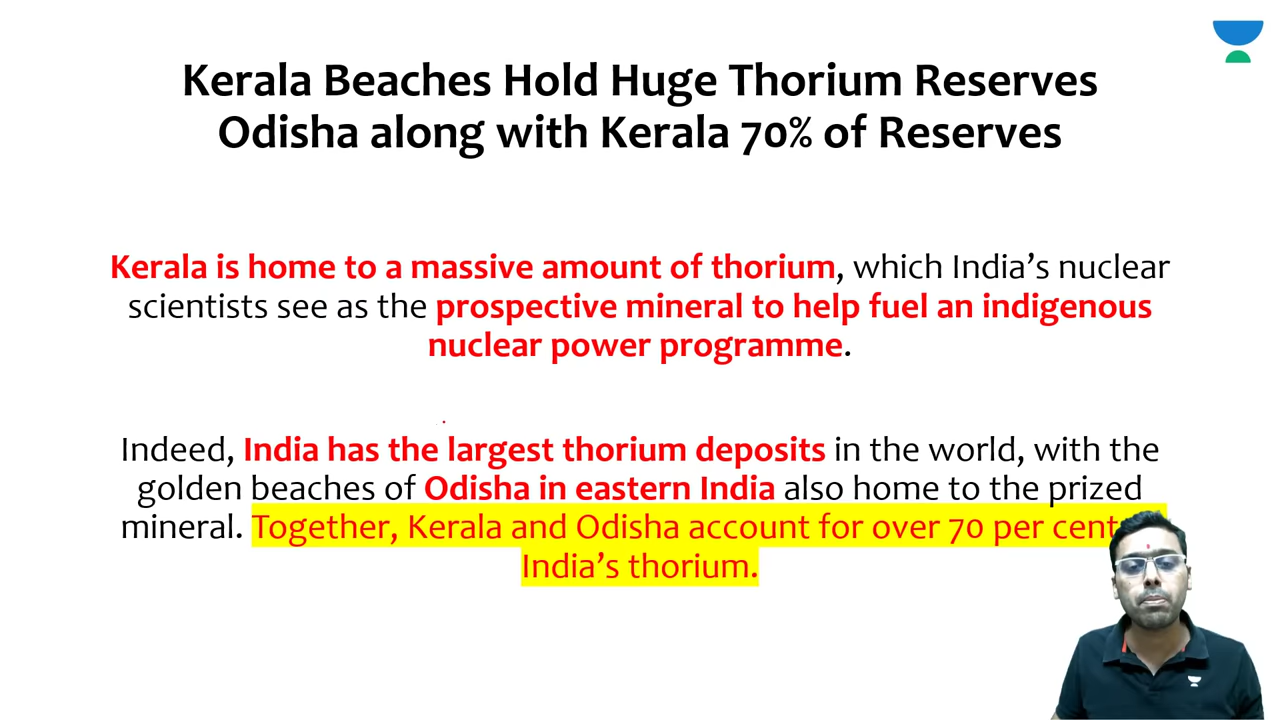 Kerala Beaches Hold Huge Thorium Reserves
Odisha along with Kerala 70% of Reserves
Kerala is home to a massive amount of thorium, which India’s nuclear
scientists see as the prospective mineral to help fuel an indigenous
nuclear power programme.
Indeed, India has the largest thorium deposits in the world, with the
golden beaches of Odisha in eastern India also home to the prized
mineral. Together, Kerala and Odisha account for over 70 per cent
India’s thorium.